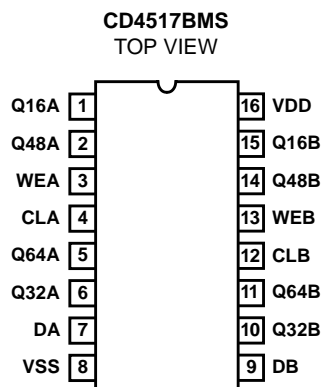 CD4517BMS
TOP VIEW
Q16A 1 16 VDD
Q48A 2 15 Q16B
WEA 3 14 Q48B
CLA 4 13 WEB
Q64A 5 12 CLB
Q32A 6 11 Q64B
DA 7 10 Q32B
VSS 8 9 DB